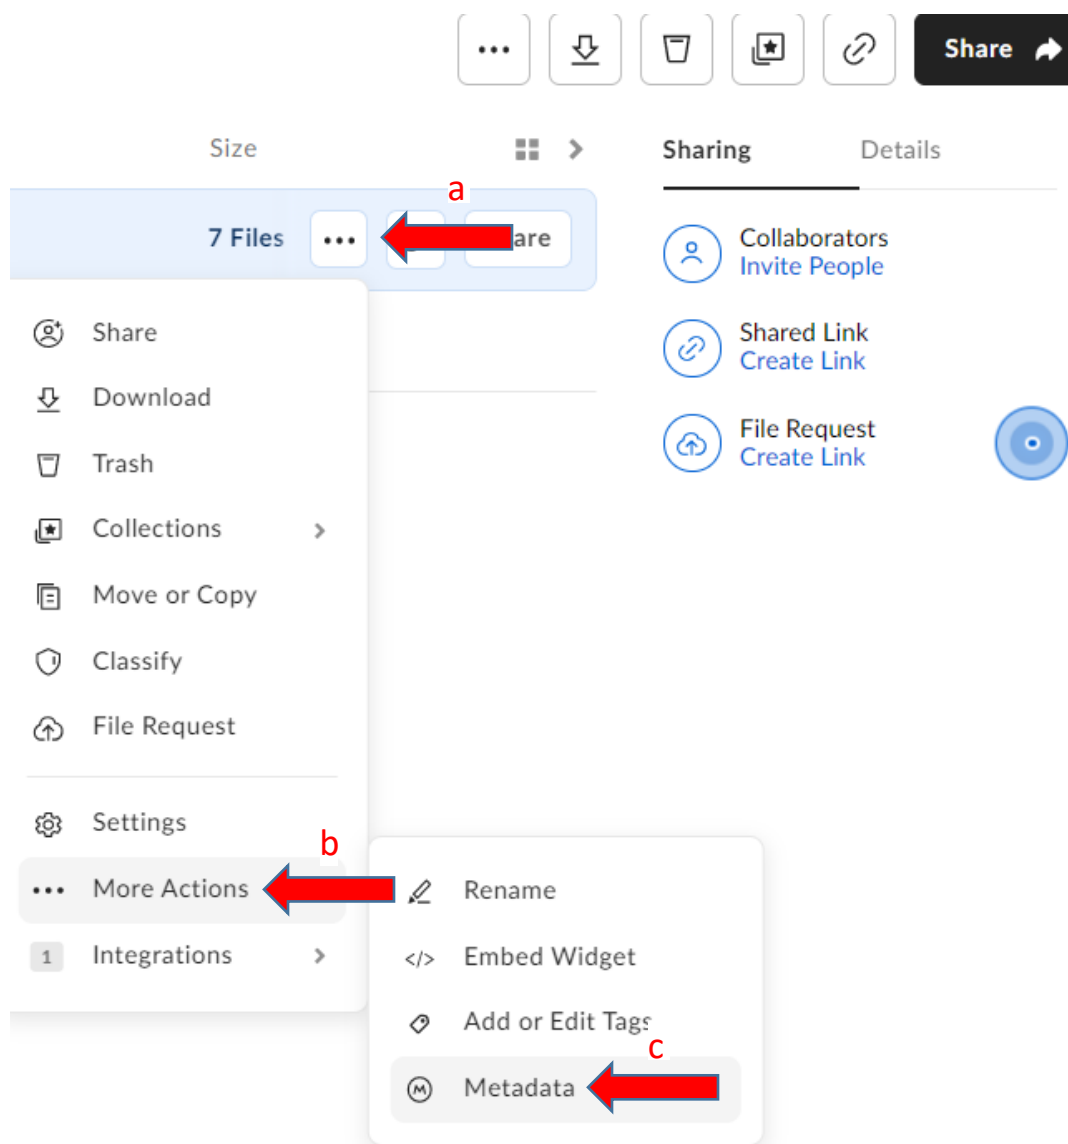 Share
Size
Sharing
Details
a
7 Files
are
Collaborators
Invite People
Shared Link
Create Link
File Request
Create Link
Share
Download
Trash
Collections
Move or Copy
Classify
File Request
Settings
b
More Actions
1
Integrations
Rename
</> Embed Widget
Add or Edit Tags
c
M Metadata